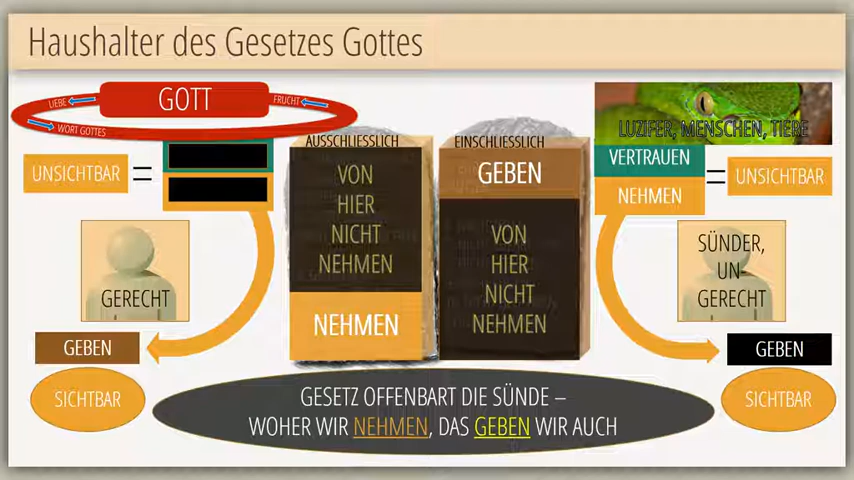 Haushalter des Gesetzes Gottes
GOTT
LIEBE
FRUCHT
WORT GOTTES
UNSICHTBAR
=
GERECHT
GEBEN
SICHTBAR
AUSSCHLIESSLICH
VON
HIER
NICHT
NEHMEN
NEHMEN
EINSCHLIESSLICH
GEBEN
VON
HIER
NICHT
NEHMEN
LUZIFER, MENSCHEN, TIERE
VERTRAUEN
NEHMEN
=
UNSICHTBAR
SÜNDER,
UN
GERECHT
GEBEN
SICHTBAR
GESETZ OFFENBART DIE SÜNDE –
WOHER WIR NEHMEN, DAS GEBEN WIR AUCH